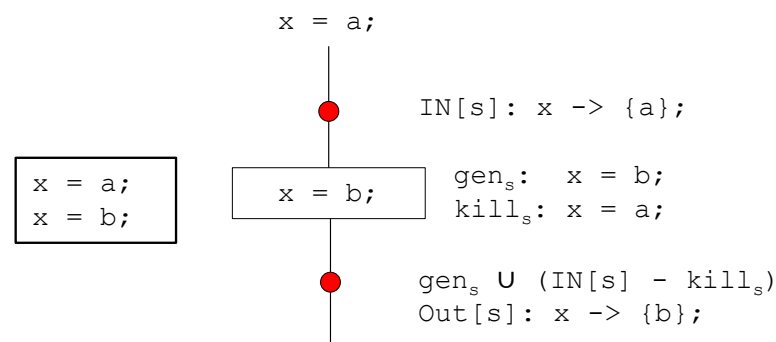 x = a;
IN[s]: x -> {a};
x = a;
x = b;
x = b;
gens: x = b;
kills: x = a;
gens ∪ (IN[s] - kills)
Out[s]: x -> {b};